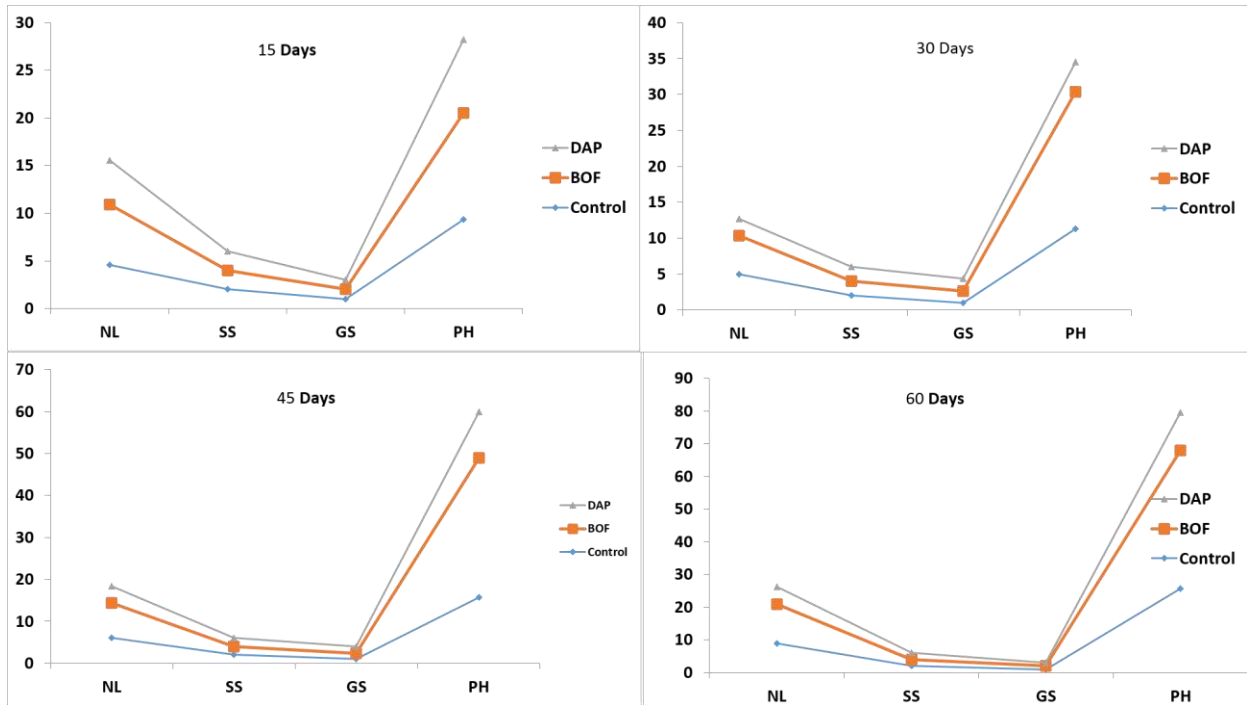 15 Days
30
25
20
15
10
5
0
NL SS GS PH
DAP
BOF
Control
30 Days
40
35
30
25
20
15
10
5
0
NL SS GS PH
DAP
BOF
Control
45 Days
70
60
50
40
30
20
10
0
NL SS GS PH
DAP
BOF
Control
60 Days
90
80
70
60
50
40
30
20
10
0
NL SS GS PH
DAP
BOF
Control